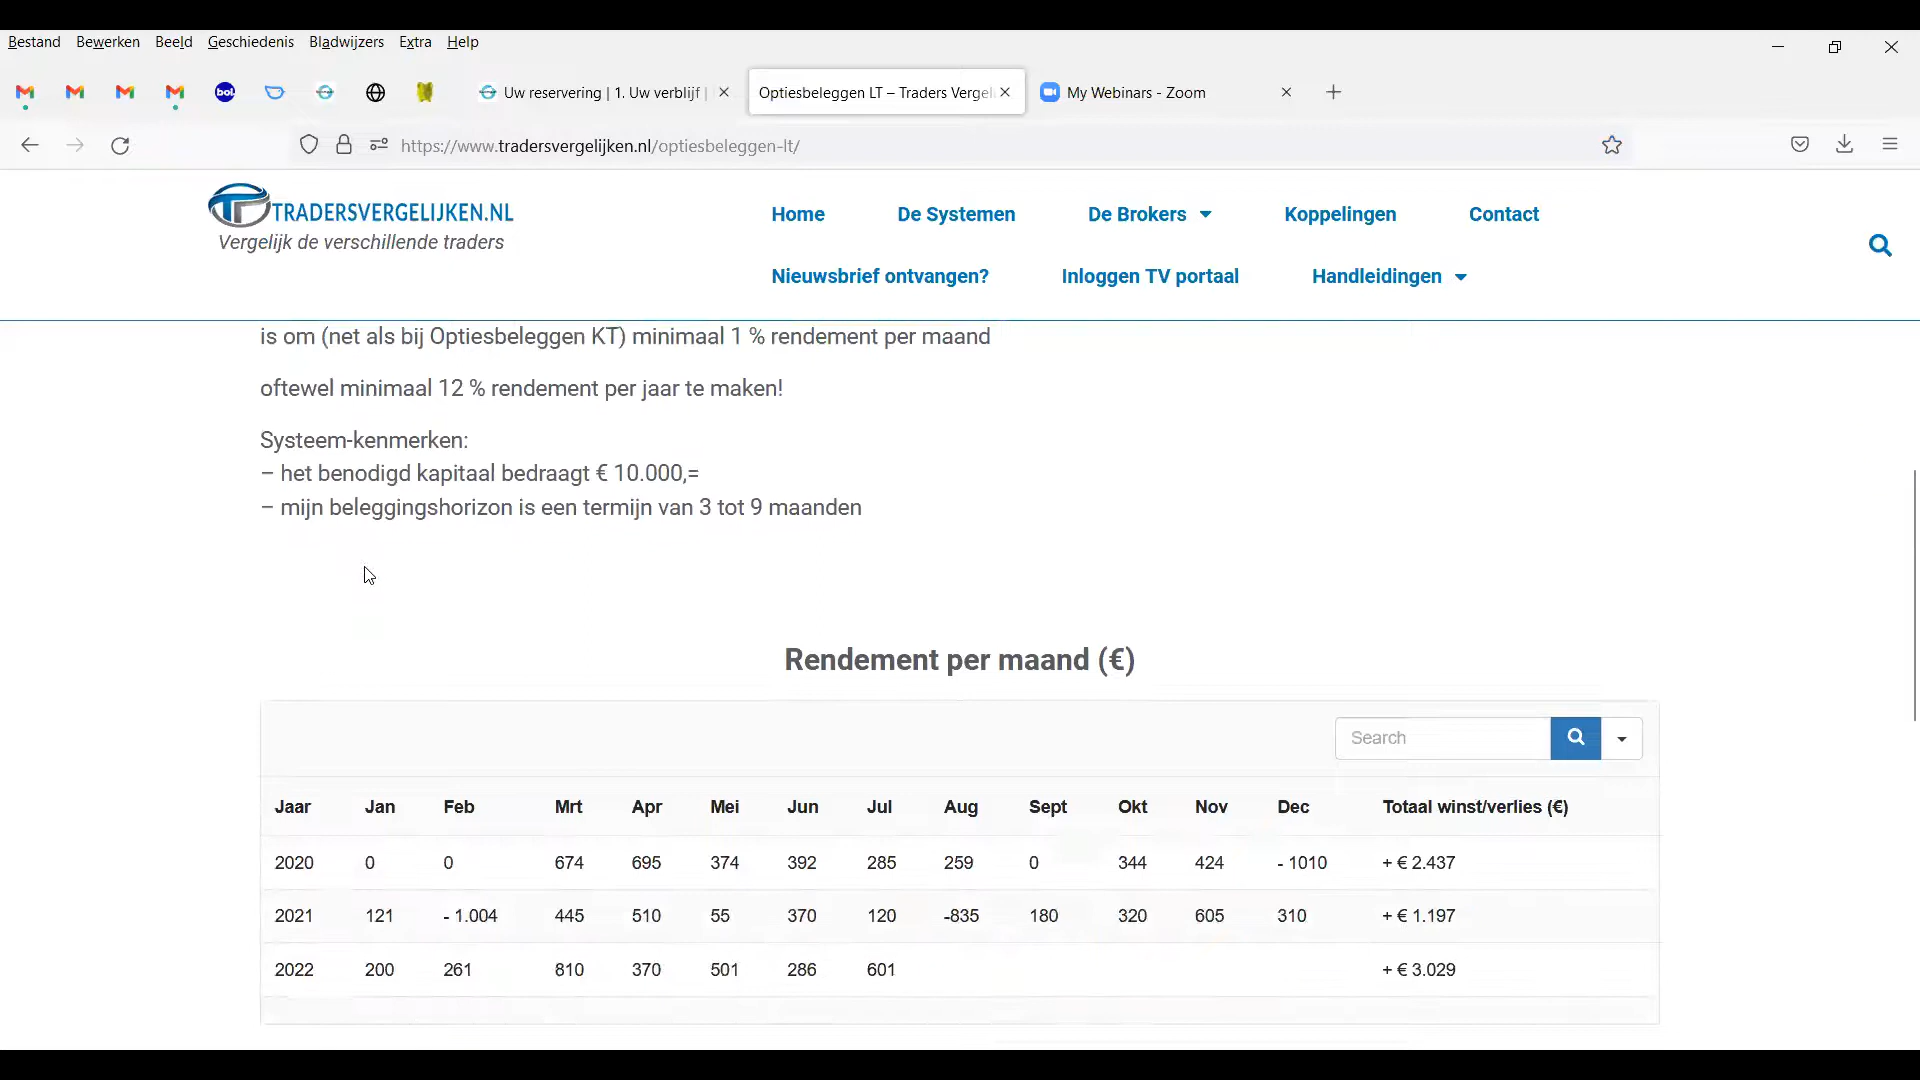 Bestand Bewerken Beeld Geschiedenis Bladwijzers Extra Help
bol. Uw reservering | 1. Uw verblijf | Optiesbeleggen LT – Traders Vergel My Webinars - Zoom
https://www.tradersvergelijken.nl/optiesbeleggen-lt/
TRADERSVERGELIJKEN.NL
Vergelijk de verschillende traders
Home De Systemen De Brokers Koppelingen Contact
Nieuwsbrief ontvangen? Inloggen TV portaal Handleidingen
is om (net als bij Optiesbeleggen KT) minimaal 1 % rendement per maand
oftewel minimaal 12 % rendement per jaar te maken!
Systeem-kenmerken:
– het benodigd kapitaal bedraagt € 10.000,=
– mijn beleggingshorizon is een termijn van 3 tot 9 maanden
Rendement per maand (€)
Search
Jaar Jan Feb Mrt Apr Mei Jun Jul Aug Sept Okt Nov Dec Totaal winst/verlies (€)
2020 0 0 674 695 374 392 285 259 0 344 424 - 1010 + € 2.437
2021 121 - 1.004 445 510 55 370 120 -835 180 320 605 310 + € 1.197
2022 200 261 810 370 501 286 601 + € 3.029